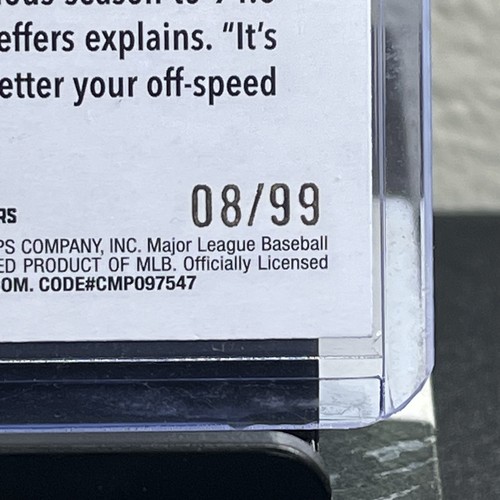 effers explains. “It's
etter your off-speed
08/99
RS
PS COMPANY, INC. Major League Baseball
ED PRODUCT OF MLB. Officially Licensed
OM. CODE#CMP097547